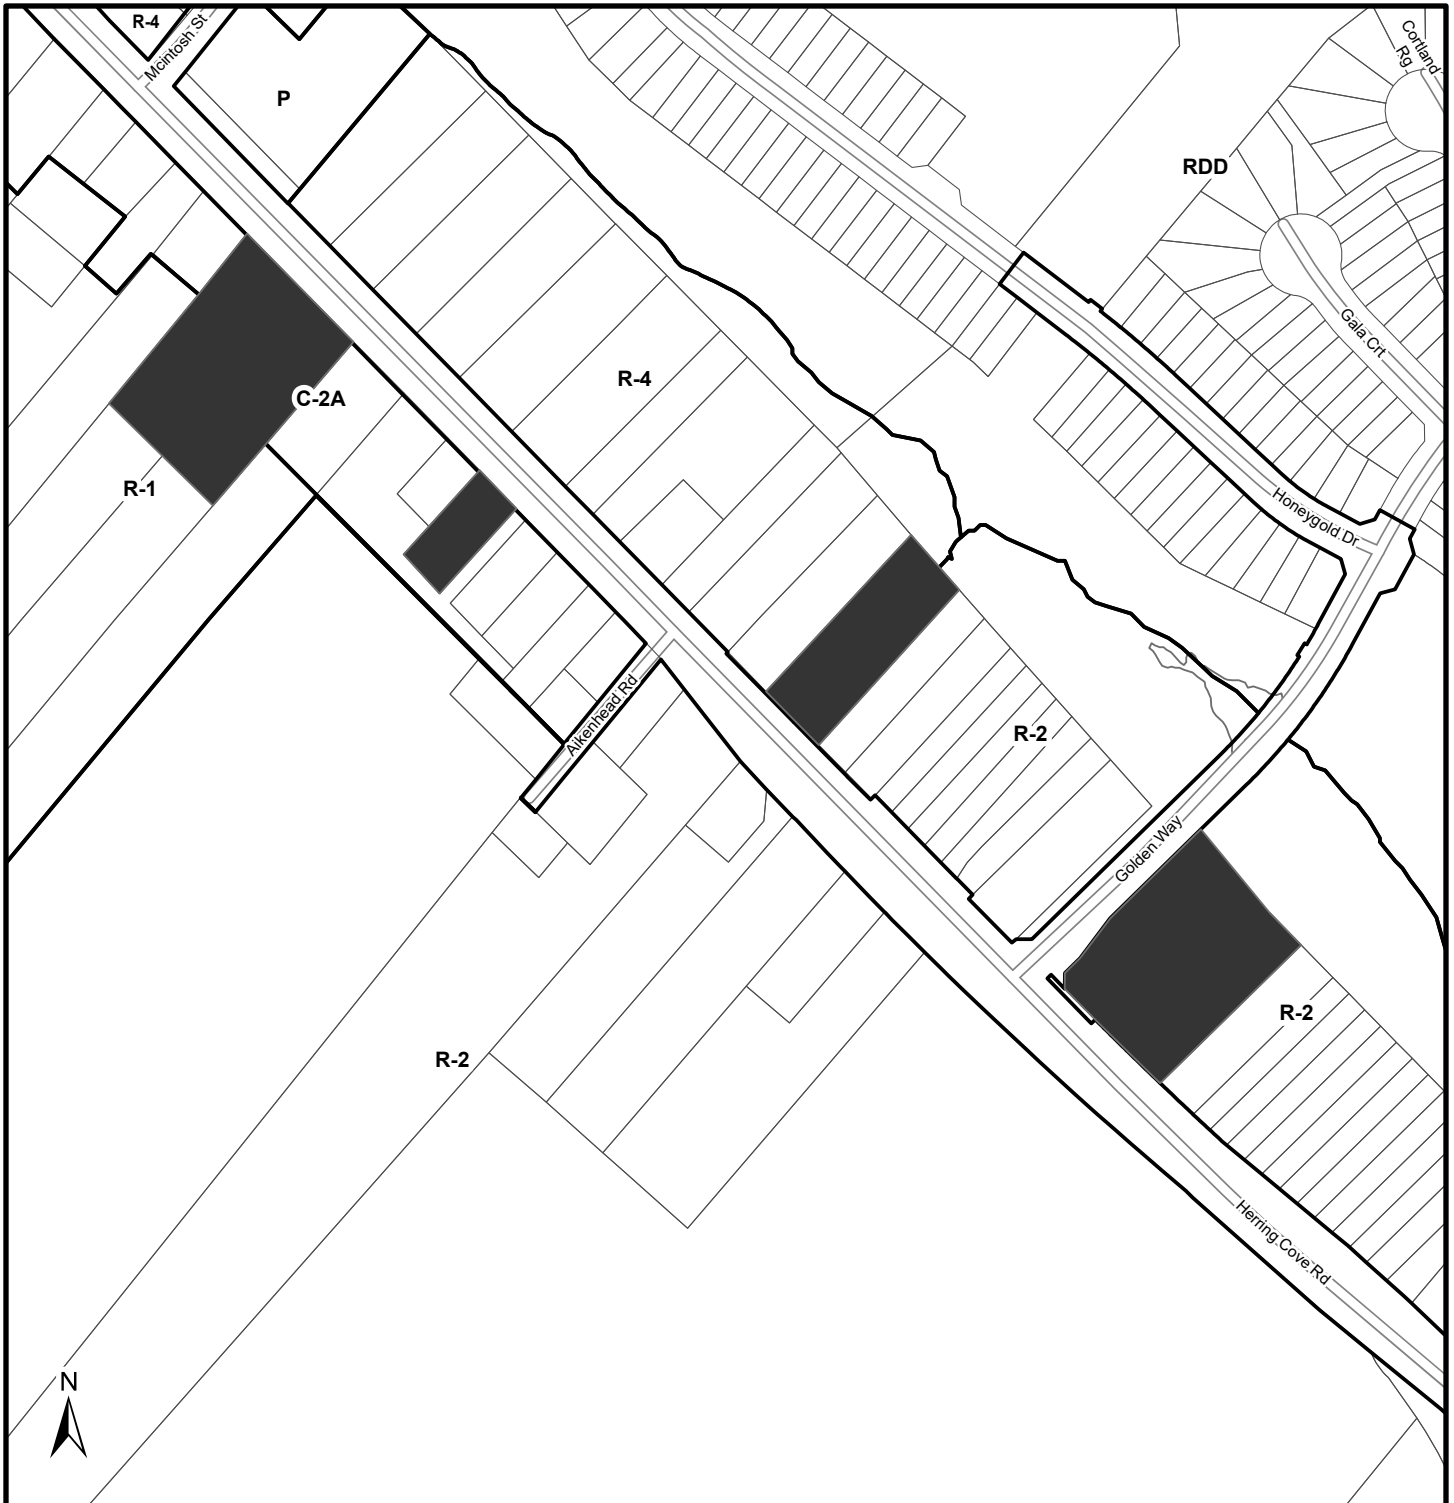 R-4
Mcintosh St
Cortland
Rg
P
RDD
Gala Crt
R-4
C-2A
R-1
Honeygold Dr
Aikenhead Rd
R-2
Golden Way
R-2
R-2
Herring Cove Rd
N